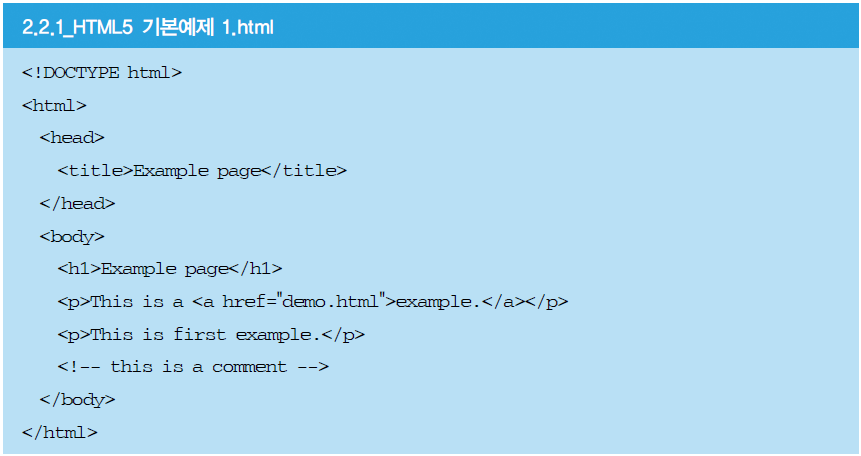 2.2.1_HTML5 기본예제 1.html
<!DOCTYPE html>
<html>
<head>
<title>Example page</title>
</head>
<body>
<h1>Example page</h1>
<p>This is a <a href="demo.html">example.</a></p>
<p>This is first example.</p>
<!-- this is a comment -->
</body>
</html>